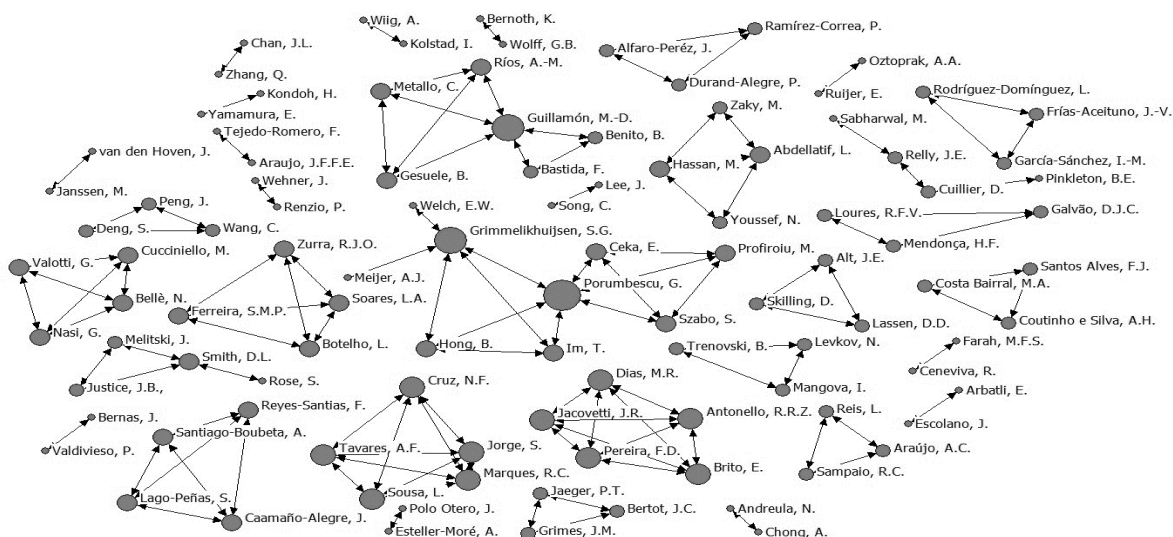 Wiig, A.
Bernoth, K.
Kolstad, I.
Wolff, G.B.
Chan, J.L.
Zhang, Q.
Ramírez-Correa, P.
Alfaro-Peréz, J.
Durand-Alegre, P.
Ríos, A.-M.
Metallo, C.
Guillamón, M.-D.
Benito, B.
Bastida, F.
Gesuele, B.
Oztoprak, A.A.
Ruijer, E.
Kondoh, H.
Yamamura, E.
Tejedo-Romero, F.
Araujo, J.F.F.E.
Wehner, J.
Renzio, P.
Zaky, M.
Abdellatif, L.
Hassan, M.
Youssef, N.
Sabharwal, M.
Relly, J.E.
Cuillier, D.
Pinkleton, B.E.
Rodríguez-Domínguez, L.
Frías-Aceituno, J.-V.
García-Sánchez, I.-M.
van den Hoven, J.
Janssen, M.
Lee, J.
Song, C.
Peng, J.
Deng, S.
Wang, C.
Welch, E.W.
Grimmelikhuijsen, S.G.
Meijer, A.J.
Çeka, E.
Profiroiu, M.
Porumbescu, G.
Szabo, S.
Hong, B.
Im, T.
Loures, R.F.V.
Galvão, D.J.C.
Mendonça, H.F.
Cucciniello, M.
Valotti, G.
Bellè, N.
Nasi, G.
Zurra, R.J.O.
Soares, L.A.
Ferreira, S.M.P.
Botelho, L.
Alt, J.E.
Skilling, D.
Lassen, D.D.
Santos Alves, F.J.
Costa Bairral, M.A.
Coutinho e Silva, A.H.
Melitski, J.
Smith, D.L.
Justice, J.B.,
Rose, S.
Trenovski, B.
Levkov, N.
Mangova, I.
Farah, M.F.S.
Ceneviva, R.
Arbatli, E.
Escolano, J.
Bernas, J.
Valdivieso, P.
Reyes-Santias, F.
Santiago-Boubeta, A.
Lago-Peñas, S.
Caamaño-Alegre, J.
Cruz, N.F.
Tavares, A.F.
Jorge, S.
Marques, R.C.
Sousa, L.
Dias, M.R.
Jacovetti, J.R.
Antonello, R.R.Z.
Pereira, F.D.
Brito, E.
Reis, L.
Araújo, A.C.
Sampaio, R.C.
Polo Otero, J.
Esteller-Moré, A.
Jaeger, P.T.
Bertot, J.C.
Grimes, J.M.
Andreula, N.
Chong, A.